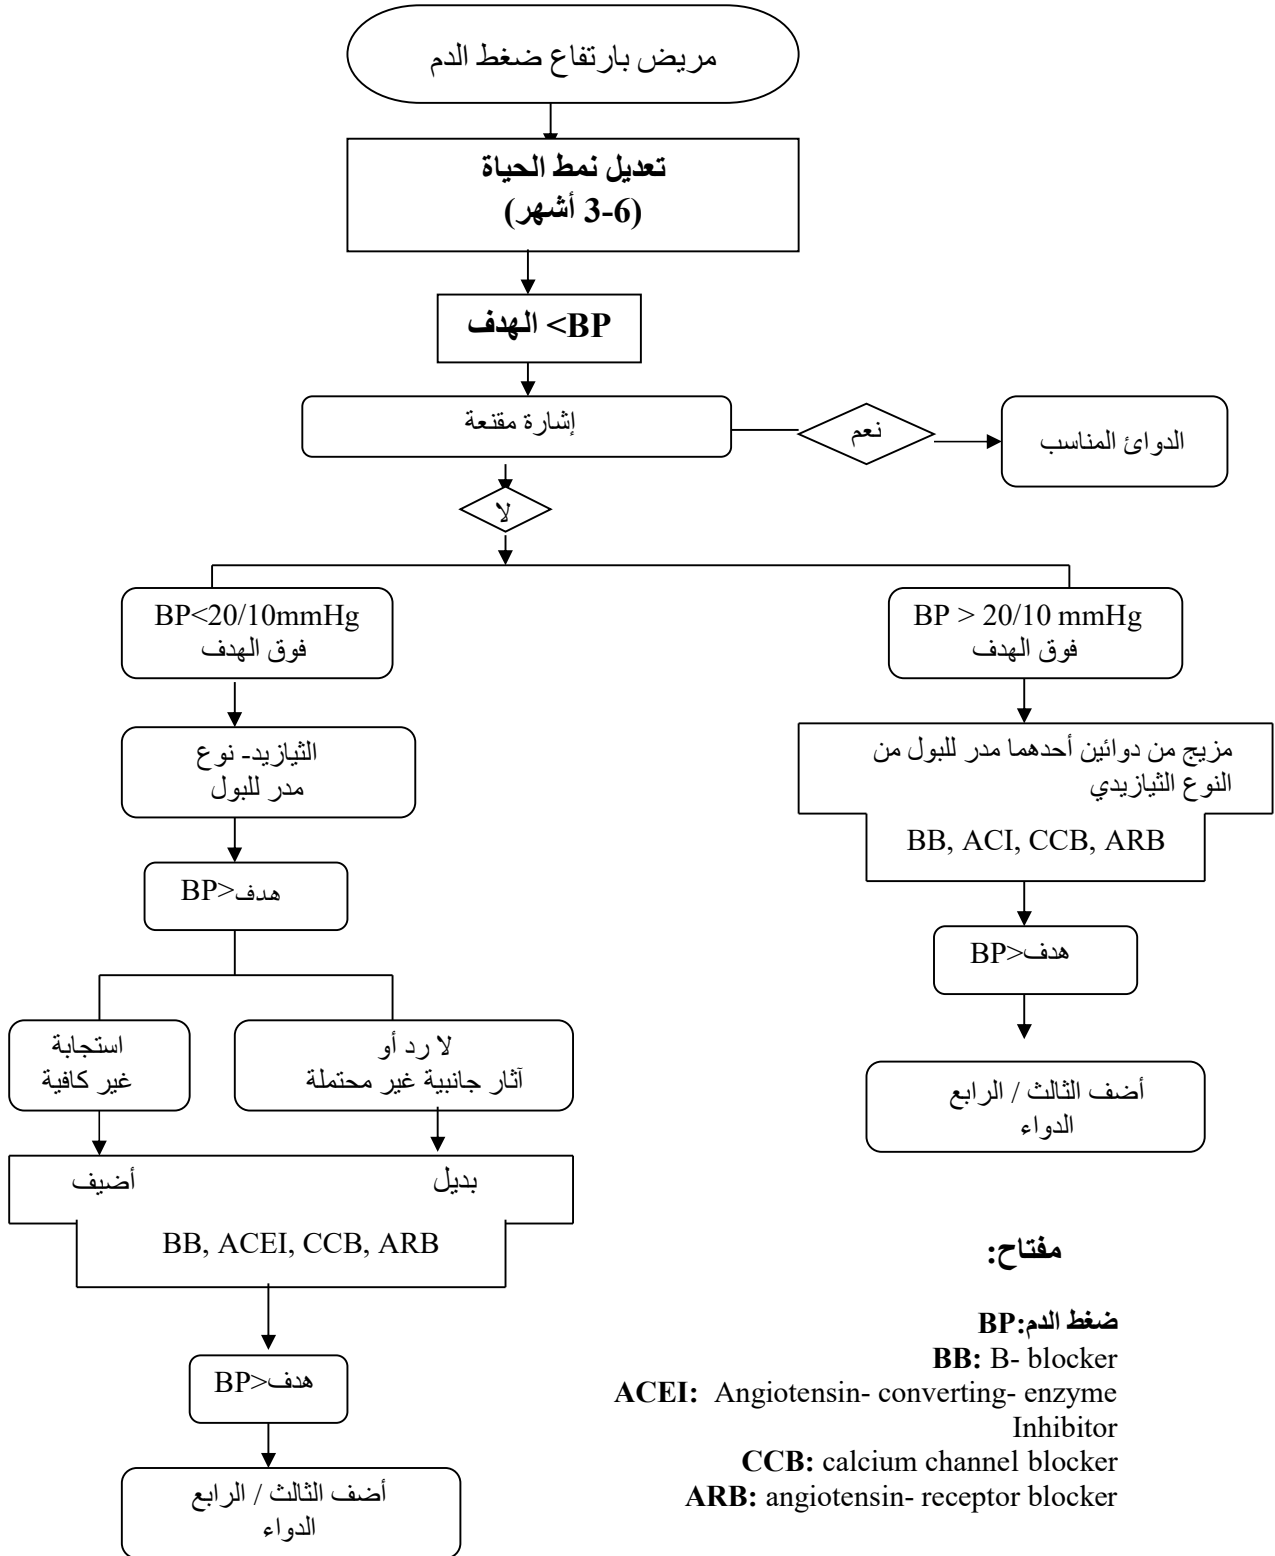 مريض بارتفاع ضغط الدم
تعديل نمط الحياة
(3-6 أشهر)
BP> الهدف
إشارة مقنعة
نعم
الدوائ المناسب
لا
BP<20/10mmHg
فوق الهدف
BP > 20/10 mmHg
فوق الهدف
الثيازيد- نوع
مدر للبول
مزيج من دوائين أحدهما مدر للبول من
النوع الثيازيدي
BB, ACI, CCB, ARB
BP>هدف
BP>هدف
استجابة
غير كافية
لا رد أو
آثار جانبية غير محتملة
أضف الثالث / الرابع
الدواء
أضيف
بديل
BB, ACEI, CCB, ARB
BP>هدف
أضف الثالث / الرابع
الدواء
مفتاح:
ضغط الدم:BP
BB: B- blocker
ACEI: Angiotensin- converting- enzyme
Inhibitor
CCB: calcium channel blocker
ARB: angiotensin- receptor blocker